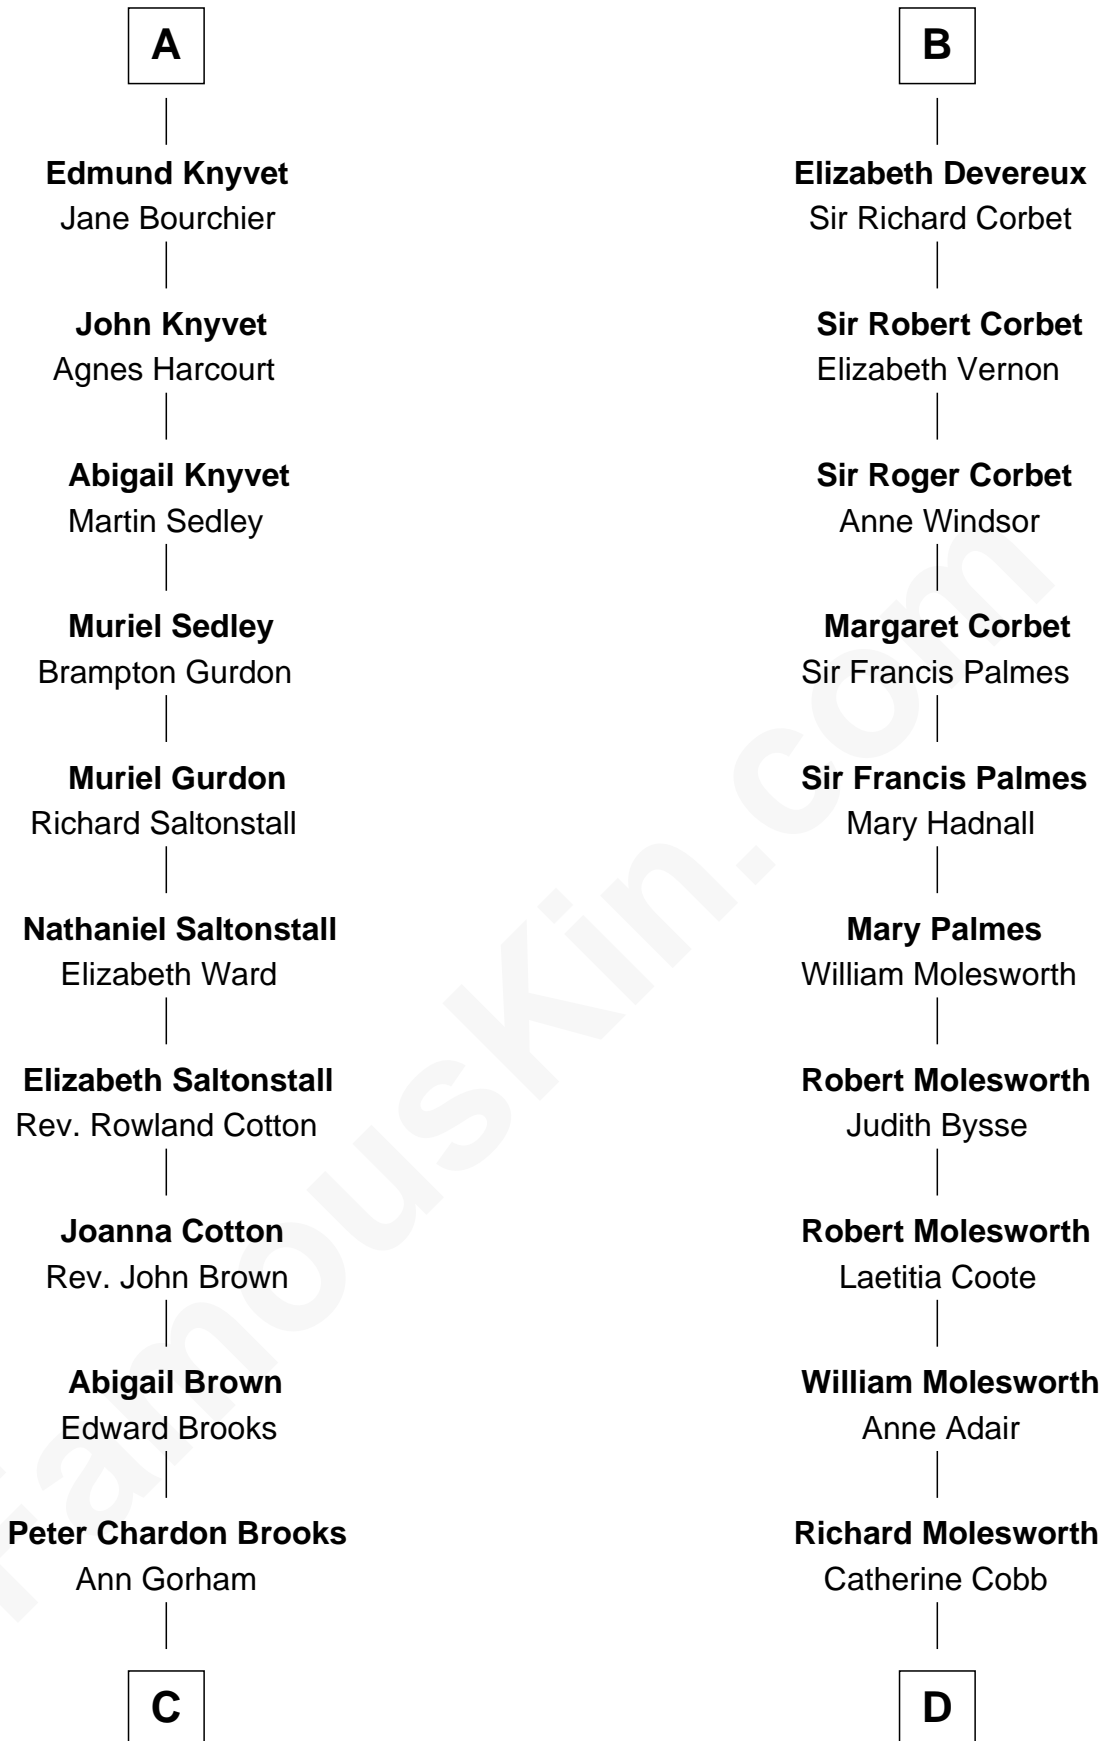 A
Edmund Knyvet
Jane Bourchier
John Knyvet
Agnes Harcourt
Abigail Knyvet
Martin Sedley
Muriel Sedley
Brampton Gurdon
Muriel Gurdon
Richard Saltonstall
Nathaniel Saltonstall
Elizabeth Ward
Elizabeth Saltonstall
Rev. Rowland Cotton
Joanna Cotton
Rev. John Brown
Abigail Brown
Edward Brooks
Peter Chardon Brooks
Ann Gorham
C
B
Elizabeth Devereux
Sir Richard Corbet
Sir Robert Corbet
Elizabeth Vernon
Sir Roger Corbet
Anne Windsor
Margaret Corbet
Sir Francis Palmes
Sir Francis Palmes
Mary Hadnall
Mary Palmes
William Molesworth
Robert Molesworth
Judith Bysse
Robert Molesworth
Laetitia Coote
William Molesworth
Anne Adair
Richard Molesworth
Catherine Cobb
D
FamousKin.com